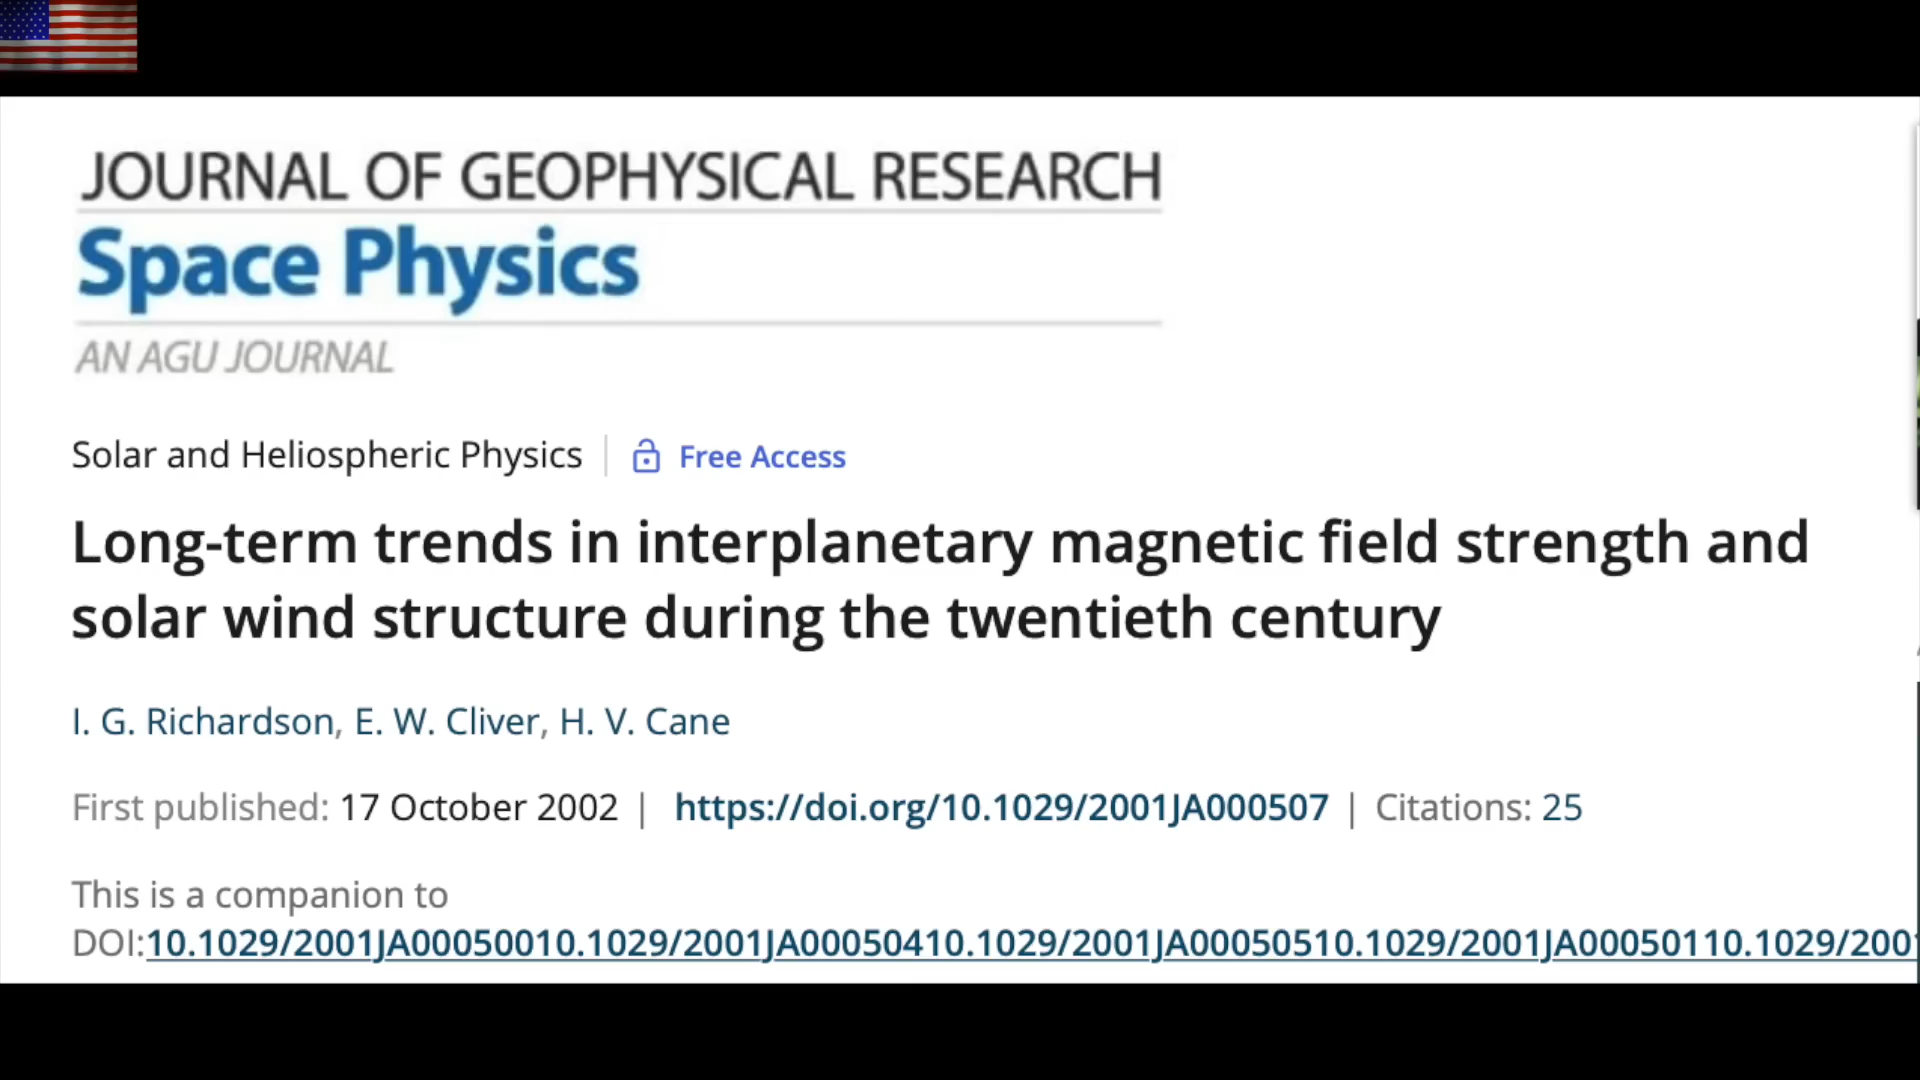 JOURNAL OF GEOPHYSICAL RESEARCH
Space Physics
AN AGU JOURNAL
Solar and Heliospheric Physics | Free Access
Long-term trends in interplanetary magnetic field strength and
solar wind structure during the twentieth century
I. G. Richardson, E. W. Cliver, H. V. Cane
First published: 17 October 2002 | https://doi.org/10.1029/2001JA000507 | Citations: 25
This is a companion to
DOI:10.1029/2001JA00050010.1029/2001JA00050410.1029/2001JA00050510.1029/2001JA00050110.1029/200